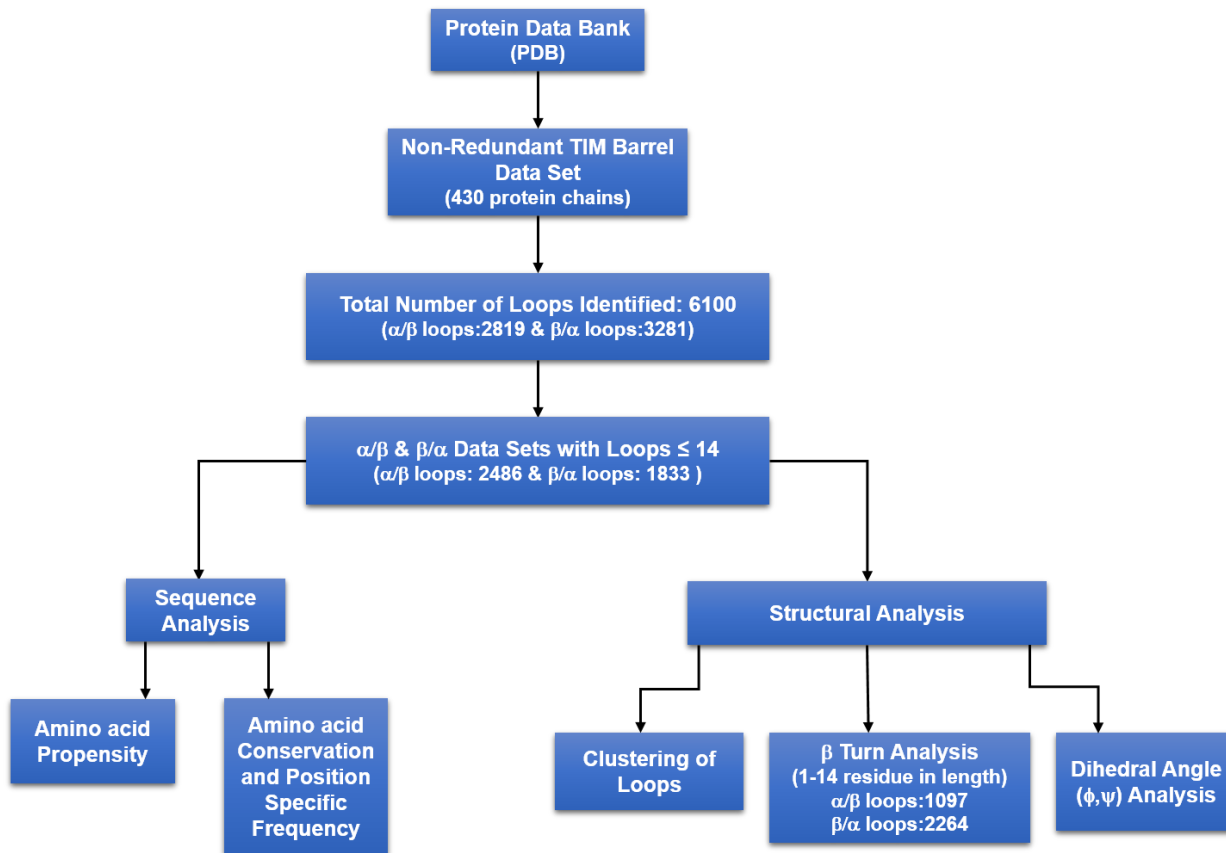 Protein Data Bank
(PDB)
Non-Redundant TIM Barrel
Data Set
(430 protein chains)
Total Number of Loops Identified: 6100
(α/β loops:2819 & β/α loops:3281)
α/β & β/α Data Sets with Loops ≤ 14
(α/β loops: 2486 & β/α loops: 1833 )
Sequence
Analysis
Structural Analysis
Amino acid
Propensity
Amino acid
Conservation
and Position
Specific
Frequency
Clustering of
Loops
β Turn Analysis
(1-14 residue in length)
α/β loops:1097
β/α loops:2264
Dihedral Angle
(ϕ,ψ) Analysis